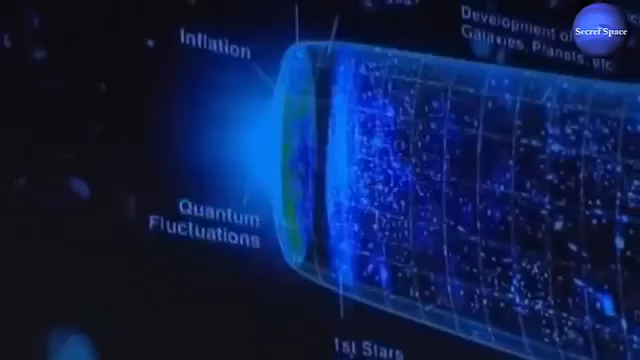 Development of
Galaxies, Planets, etc
Secret Space
Inflation
Quantum
Fluctuations
1st Stars